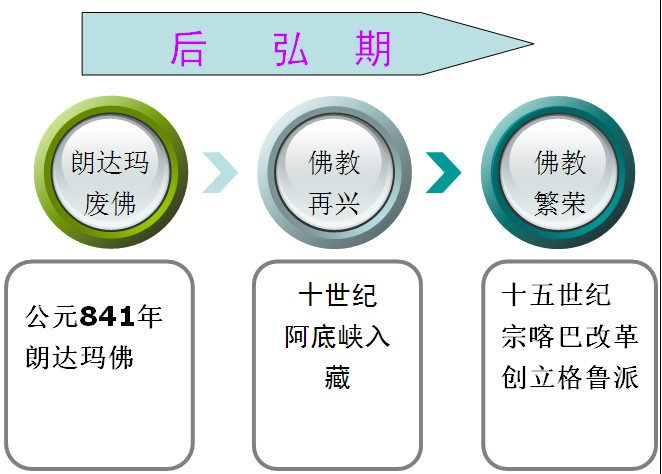 后 弘 期
朗达玛
废佛
佛教
再兴
佛教
繁荣
公元841年
朗达玛佛
十世纪
阿底峡入
藏
十五世纪
宗喀巴改革
创立格鲁派